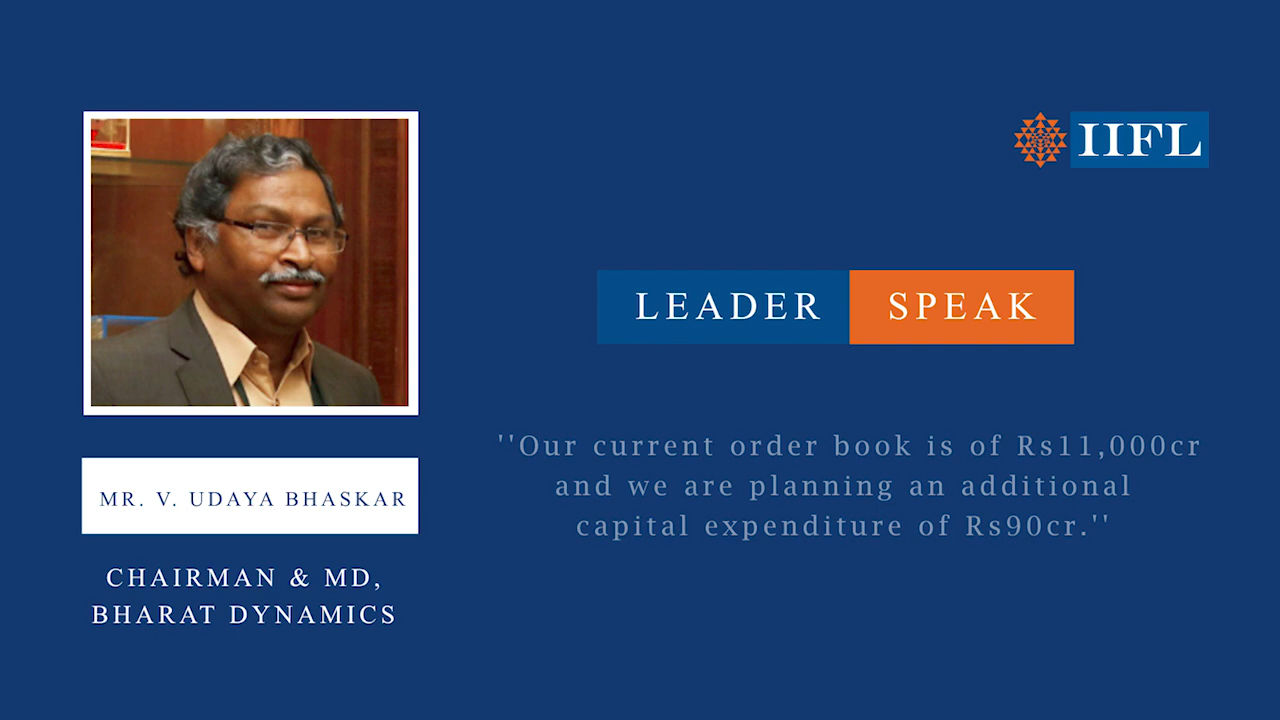 IIFL
LEADER SPEAK
''Our current order book is of Rs11,000cr
and we are planning an additional
capital expenditure of Rs90cr.''
MR. V. UDAYA BHASKAR
CHAIRMAN & MD,
BHARAT DYNAMICS